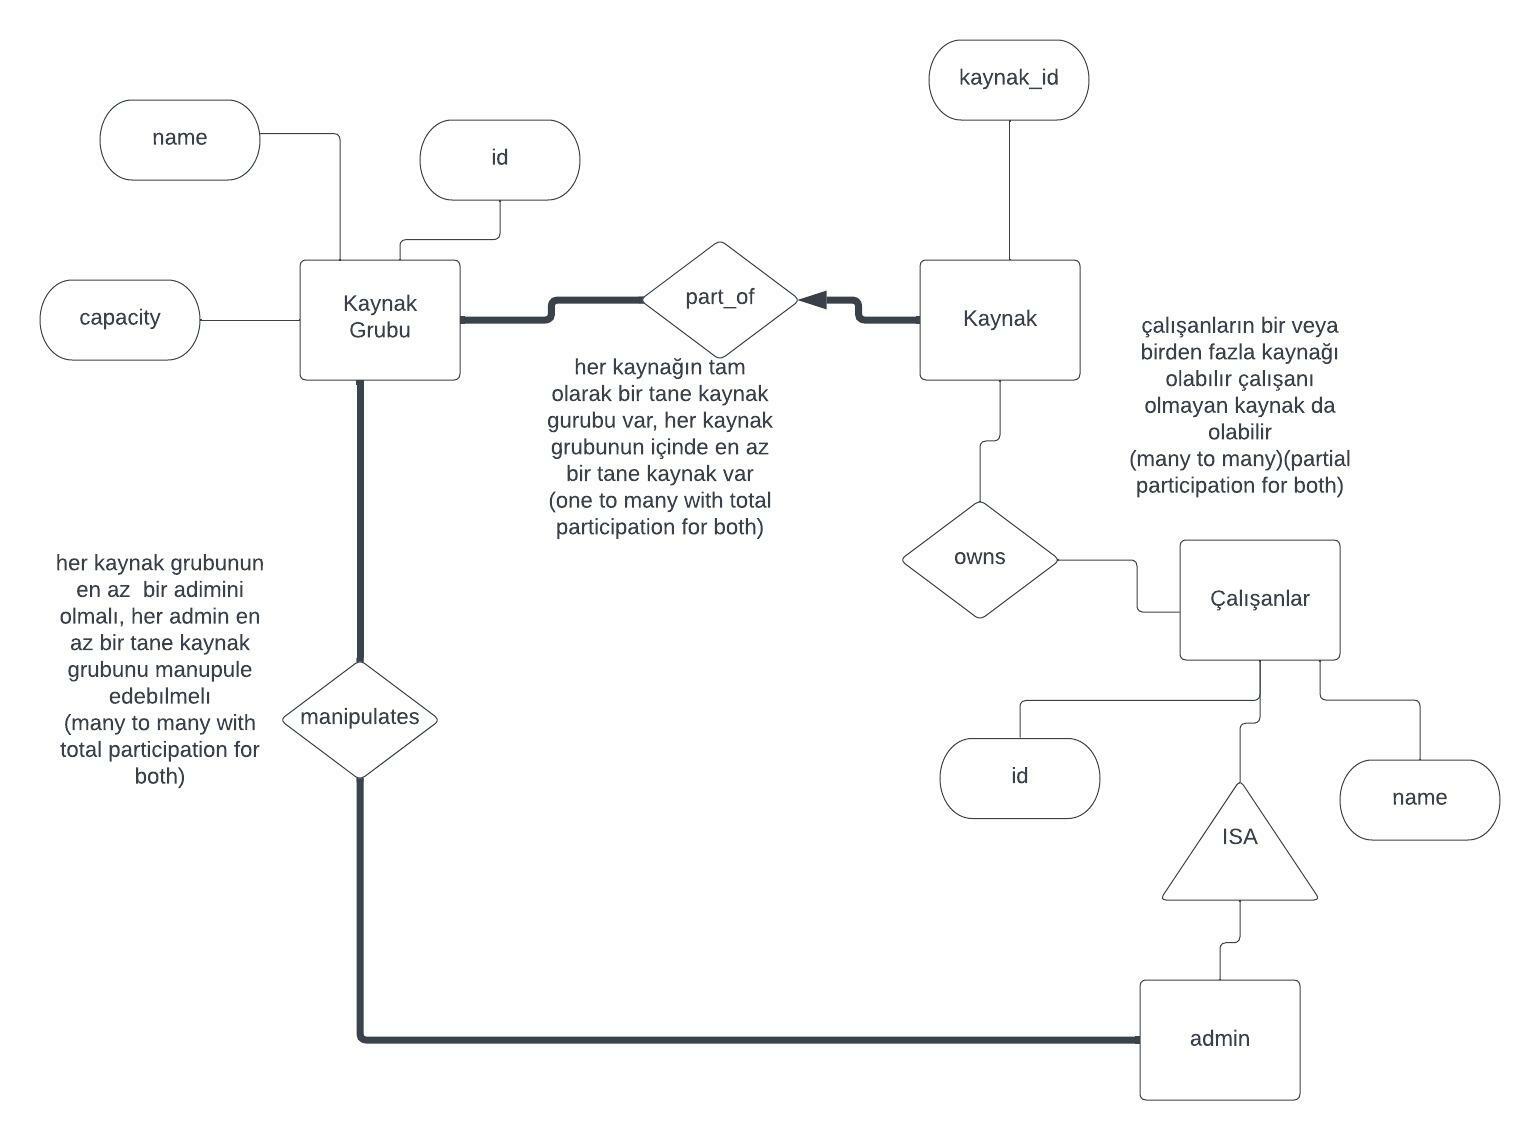 kaynak_id
name
id
capacity
Kaynak
Grubu
part_of
Kaynak
her kaynağın tam
olarak bir tane kaynak
gurubu var, her kaynak
grubunun içinde en az
bir tane kaynak var
(one to many with total
participation for both)
çalışanların bir veya
birden fazla kaynağı
olabılır çalışanı
olmayan kaynak da
olabilir
(many to many)(partial
participation for both)
owns
Çalışanlar
her kaynak grubunun
en az  bir adimini
olmalı, her admin en
az bir tane kaynak
grubunu manupule
edebılmelı
(many to many with
total participation for
both)
manipulates
id
name
ISA
admin